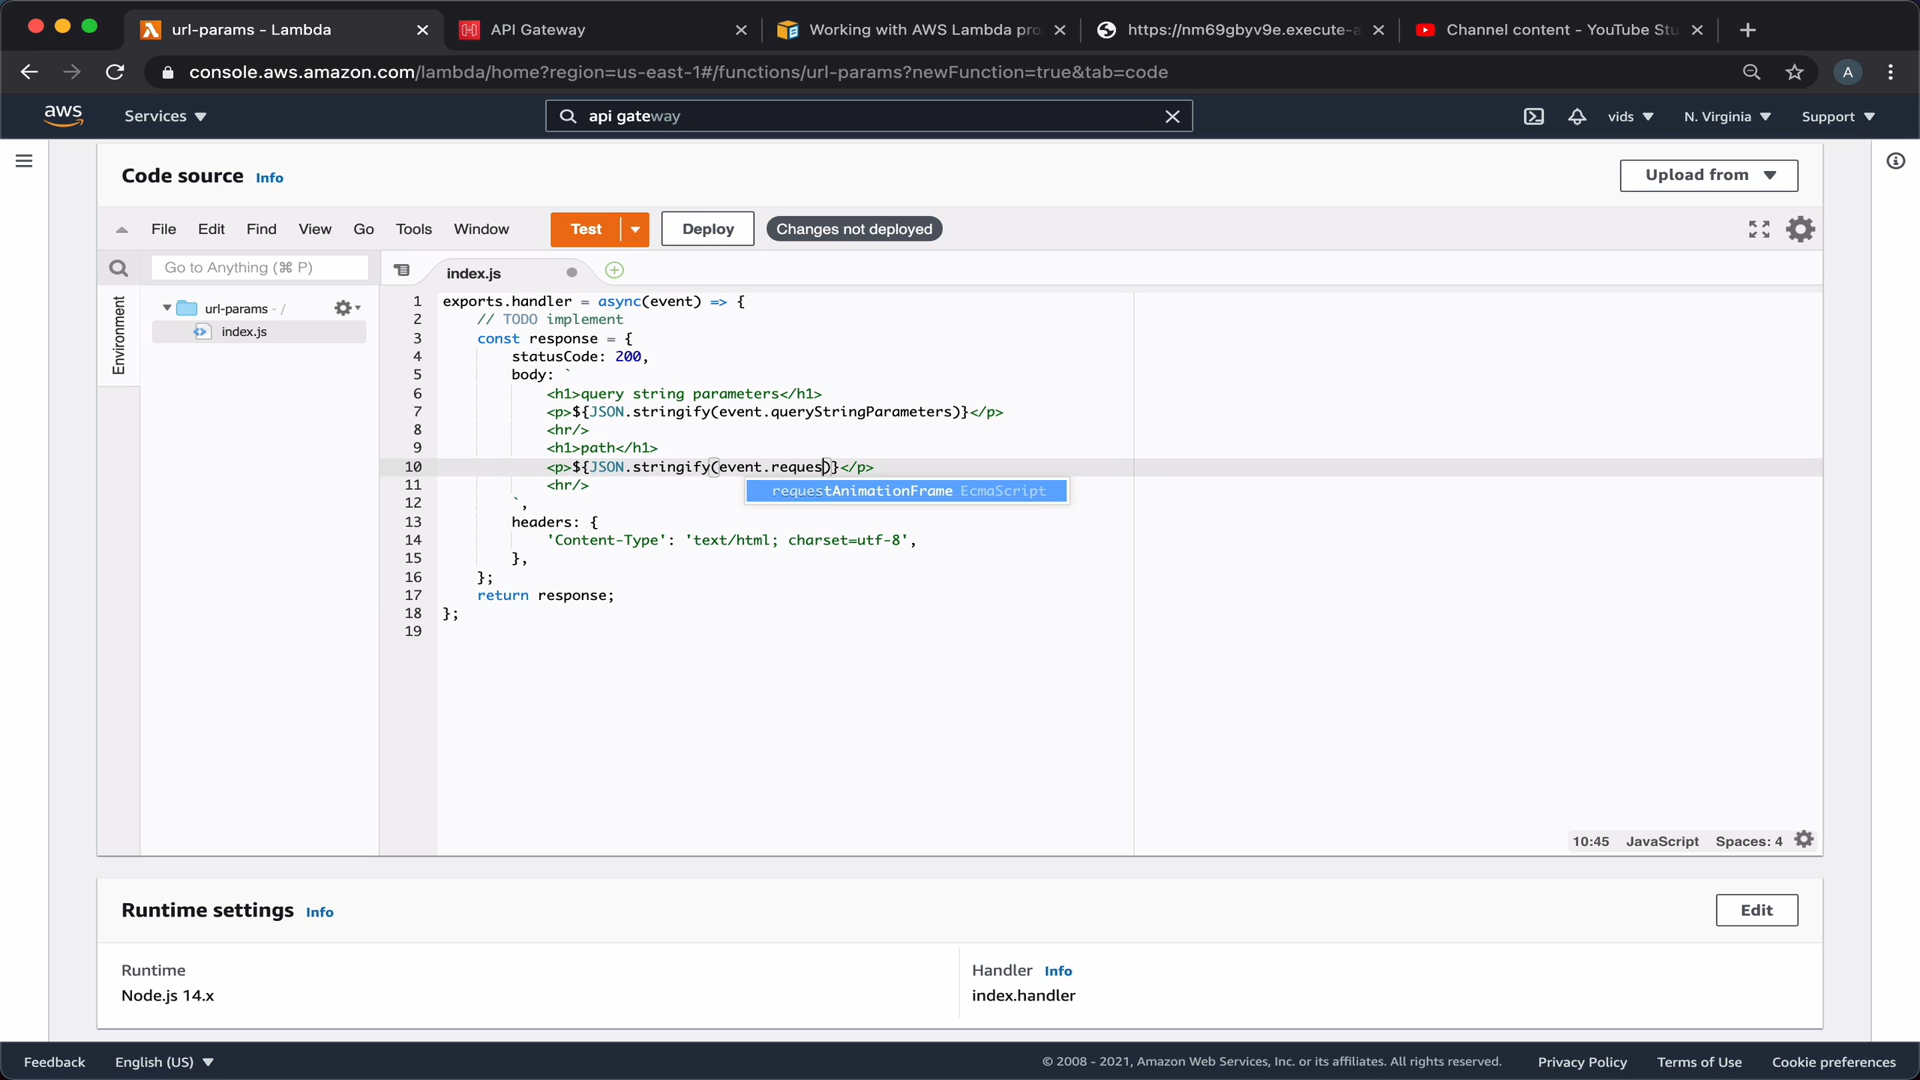 url-params - Lambda
API Gateway
Working with AWS Lambda pro
https://nm69gbyv9e.execute-a
Channel content - YouTube Stu
console.aws.amazon.com/lambda/home?region=us-east-1#/functions/url-params?newFunction=true&tab=code
A
aws
Services
api gateway
vids
N. Virginia
Support
Code source Info
Upload from
File Edit Find View Go Tools Window
Test
Deploy
Changes not deployed
Go to Anything (⌘ P)
index.js
Environment
url-params - /
index.js
1 exports.handler = async(event) => {
2 // TODO implement
3 const response = {
4 statusCode: 200,
5 body: `
6 <h1>query string parameters</h1>
7 <p>${JSON.stringify(event.queryStringParameters)}</p>
8 <hr/>
9 <h1>path</h1>
10 <p>${JSON.stringify(event.reques)}</p>
requestAnimationFrame EcmaScript
11 <hr/>
12 `,
13 headers: {
14 'Content-Type': 'text/html; charset=utf-8',
15 },
16 };
17 return response;
18 };
19
10:45 JavaScript Spaces: 4
Runtime settings Info
Edit
Runtime
Node.js 14.x
Handler Info
index.handler
Feedback
English (US)
© 2008 - 2021, Amazon Web Services, Inc. or its affiliates. All rights reserved.
Privacy Policy
Terms of Use
Cookie preferences